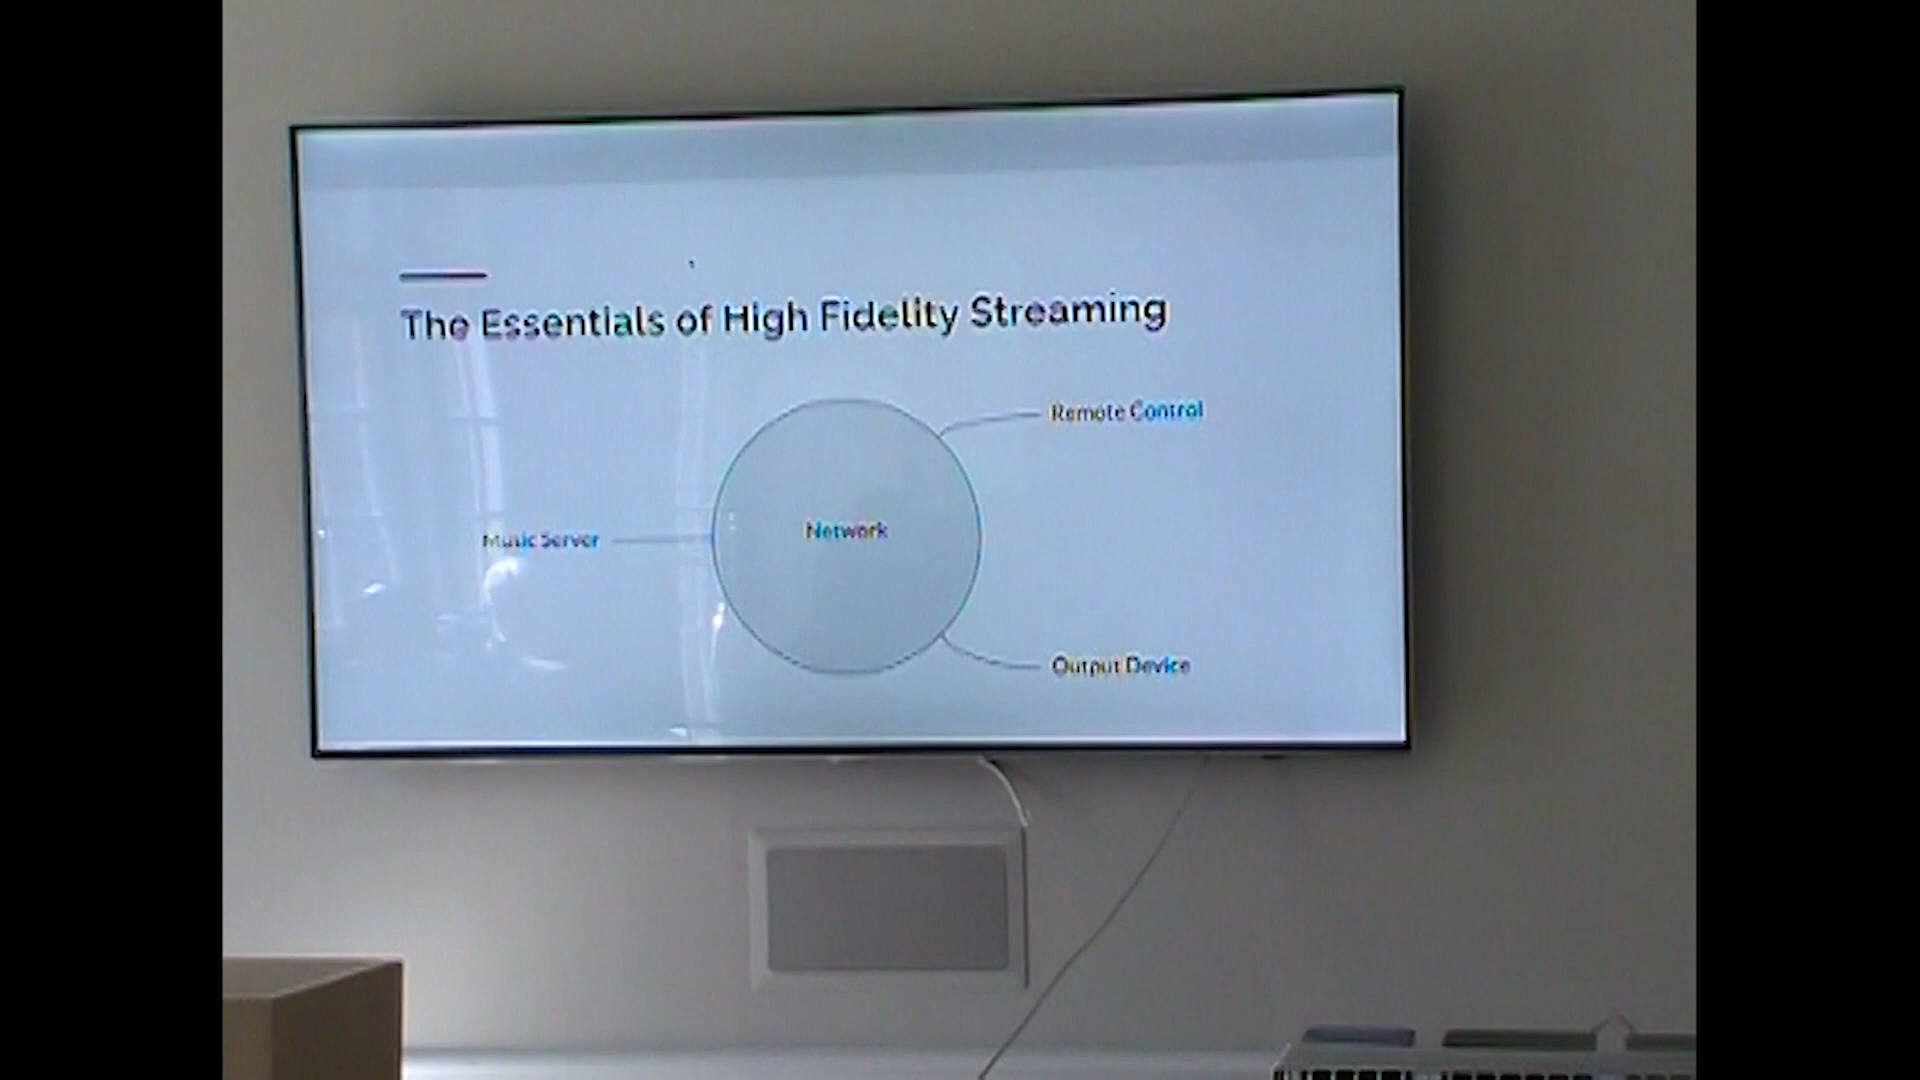 The Essentials of High Fidelity Streaming
Remote Control
Network
Music Server
Output Device